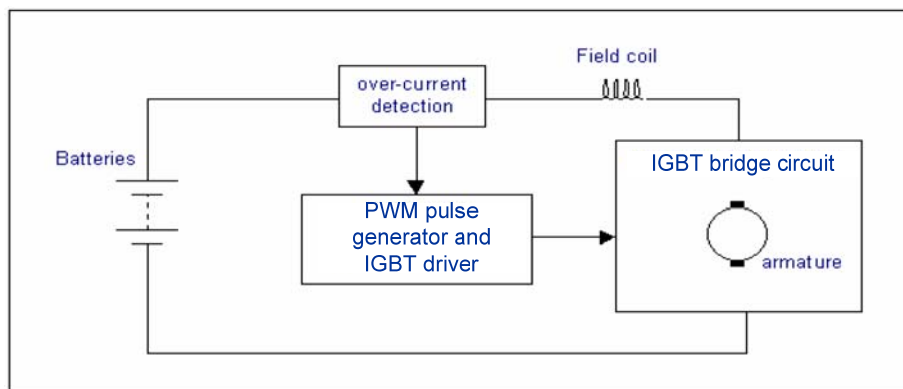 Field coil
over-current
detection
Batteries
IGBT bridge circuit
PWM pulse
generator and
IGBT driver
armature